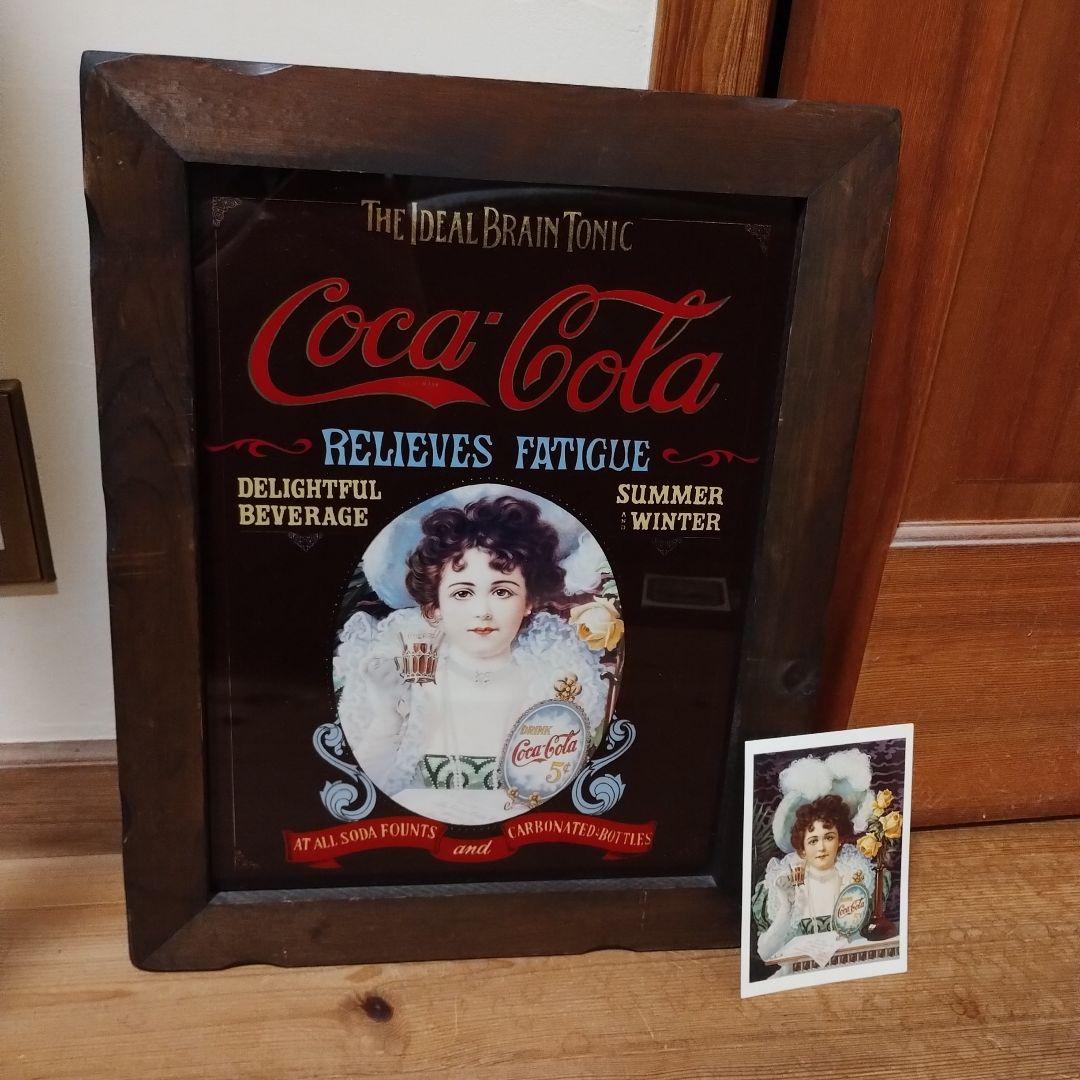 THE IDEAL BRAIN TONIC
Coca-Cola
RELIEVES FATIGUE
DELIGHTFUL
BEVERAGE
SUMMER
AND WINTER
DRINK
Coca-Cola
5¢
AT ALL SODA FOUNTS and CARBONATED IN BOTTLES
Coca-Cola